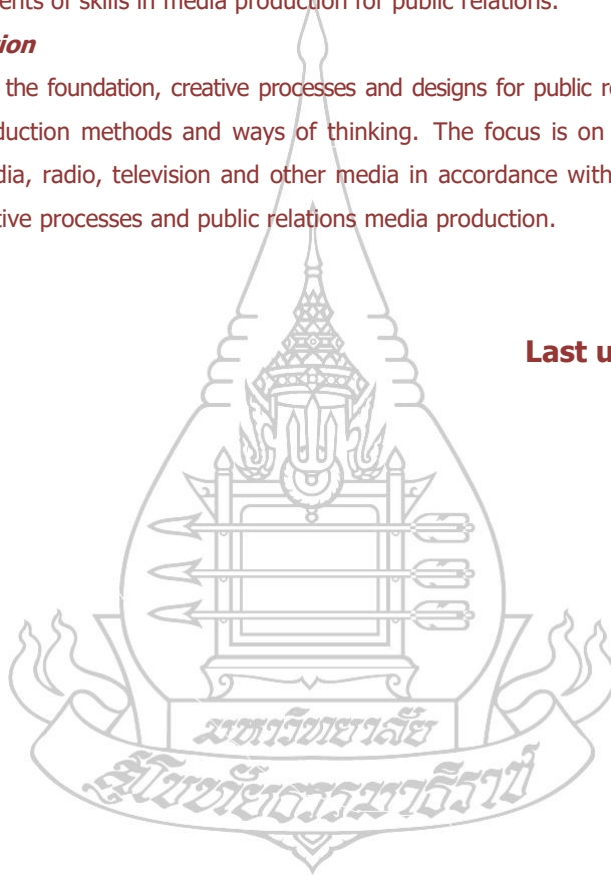 ents of skills in media production for public relations.
tion
the foundation, creative processes and designs for public re
duction methods and ways of thinking. The focus is on
dia, radio, television and other media in accordance with
tive processes and public relations media production.
Last u
มหาวิทยาลัย
สุโขทัยธรรมาธิราช